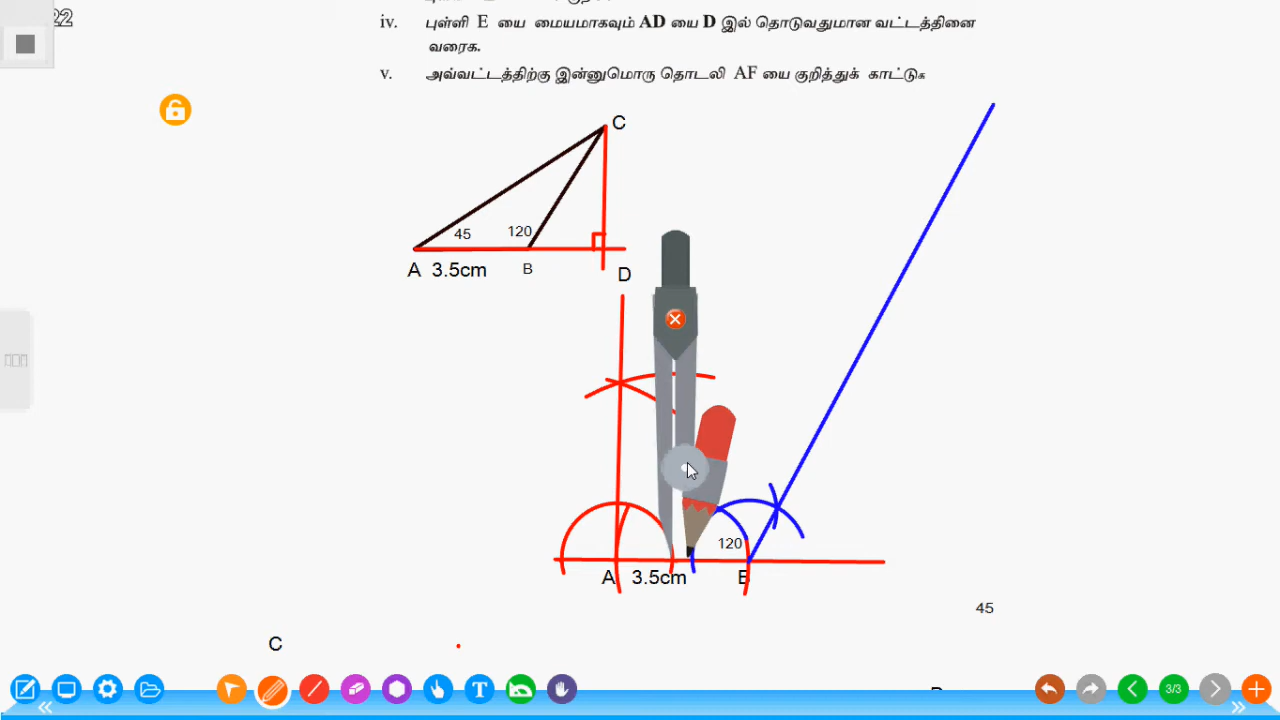 22
iv. புள்ளி E யை மையமாகவும் AD யை D இல் தொடுவதுமான வட்டத்தினை
வரைக.
v. அவ்வட்டத்திற்கு இன்னுமொரு தொடலி AF யை குறித்துக் காட்டுக
C
45 120
A 3.5cm B
D
120
A 3.5cm B
45
C
3/3
T